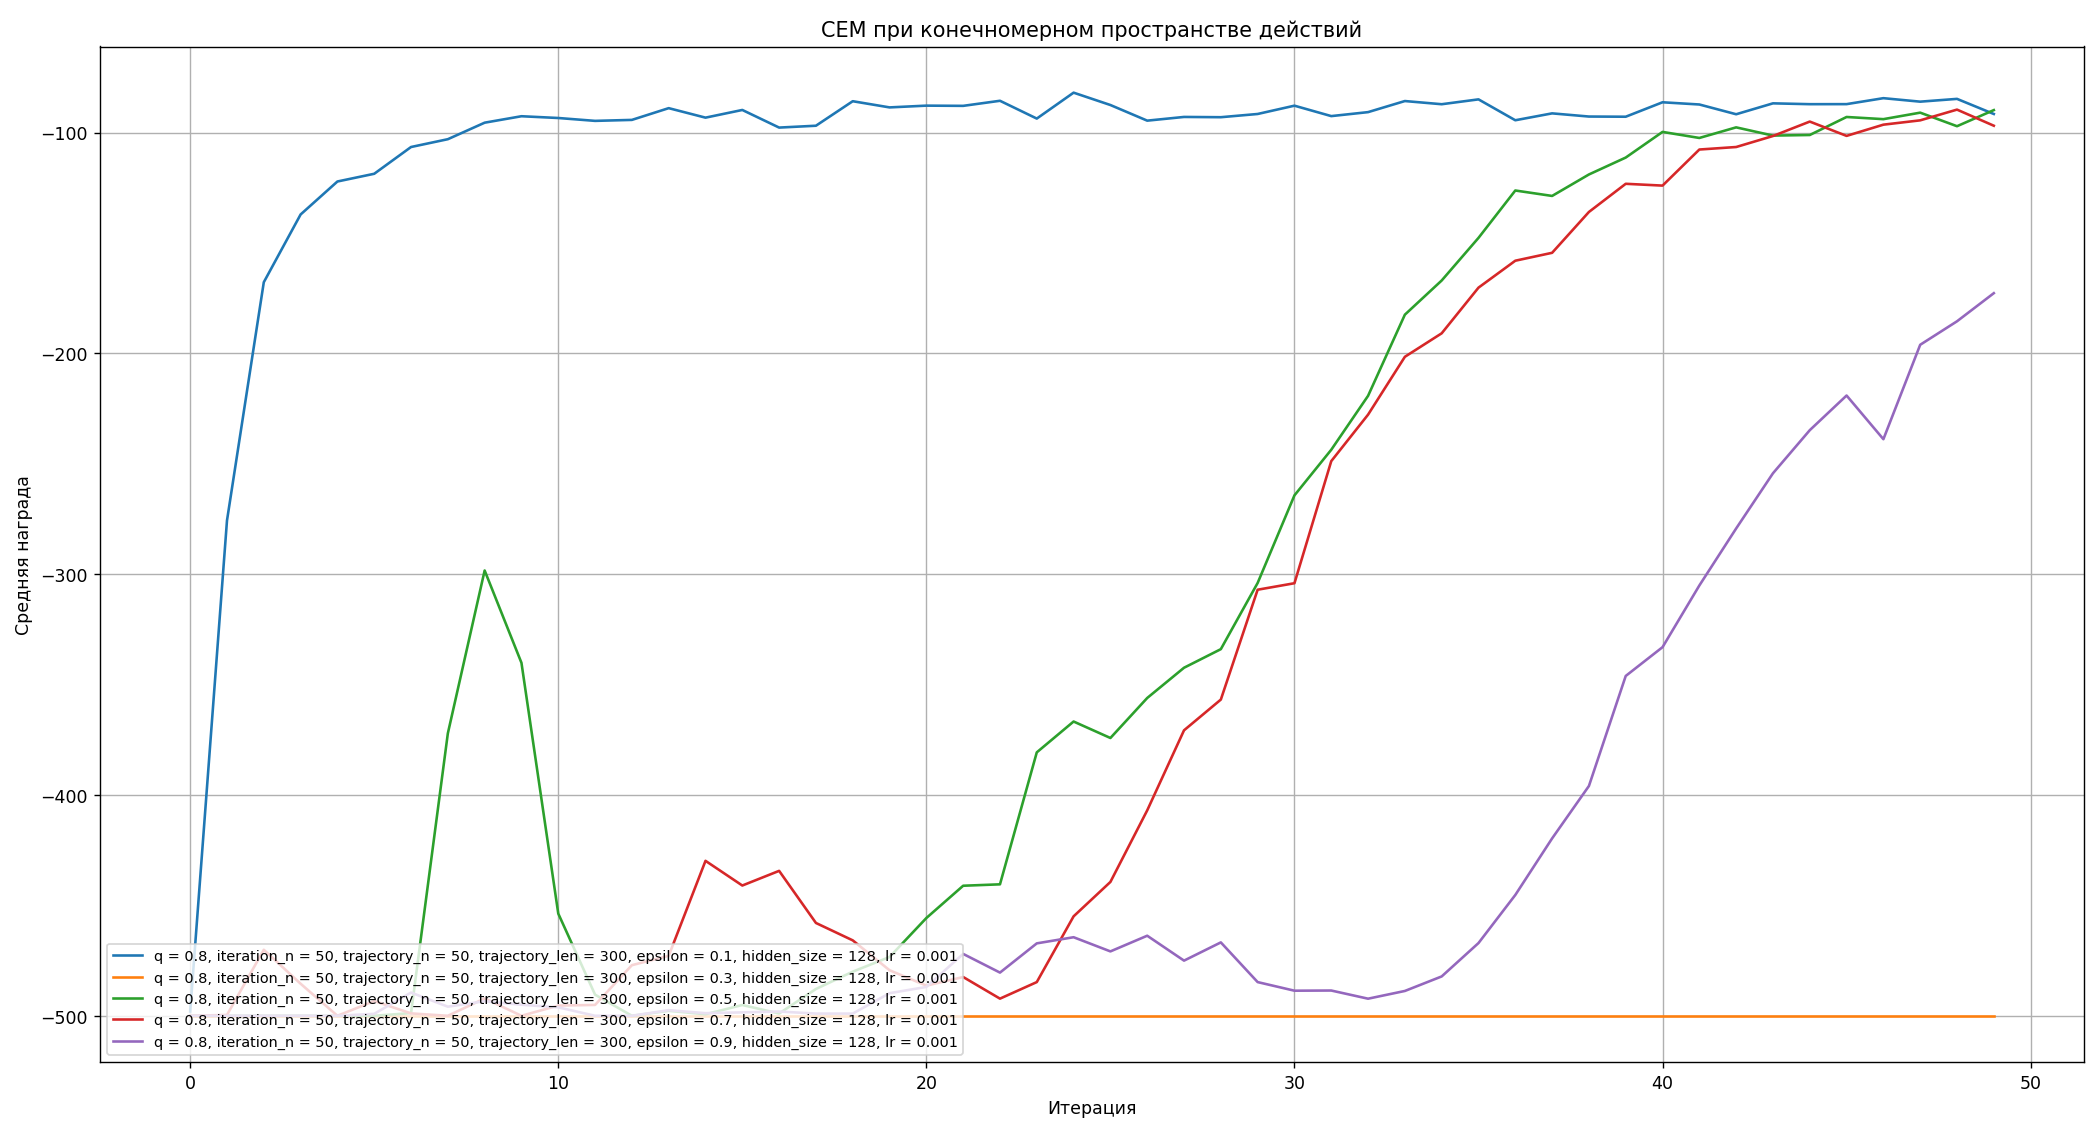 CEM при конечномерном пространстве действий
Средняя награда
−100
−200
−300
−400
−500
q = 0.8, iteration_n = 50, trajectory_n = 50, trajectory_len = 300, epsilon = 0.1, hidden_size = 128, lr = 0.001
q = 0.8, iteration_n = 50, trajectory_n = 50, trajectory_len = 300, epsilon = 0.3, hidden_size = 128, lr = 0.001
q = 0.8, iteration_n = 50, trajectory_n = 50, trajectory_len = 300, epsilon = 0.5, hidden_size = 128, lr = 0.001
q = 0.8, iteration_n = 50, trajectory_n = 50, trajectory_len = 300, epsilon = 0.7, hidden_size = 128, lr = 0.001
q = 0.8, iteration_n = 50, trajectory_n = 50, trajectory_len = 300, epsilon = 0.9, hidden_size = 128, lr = 0.001
0 10 20 30 40 50
Итерация